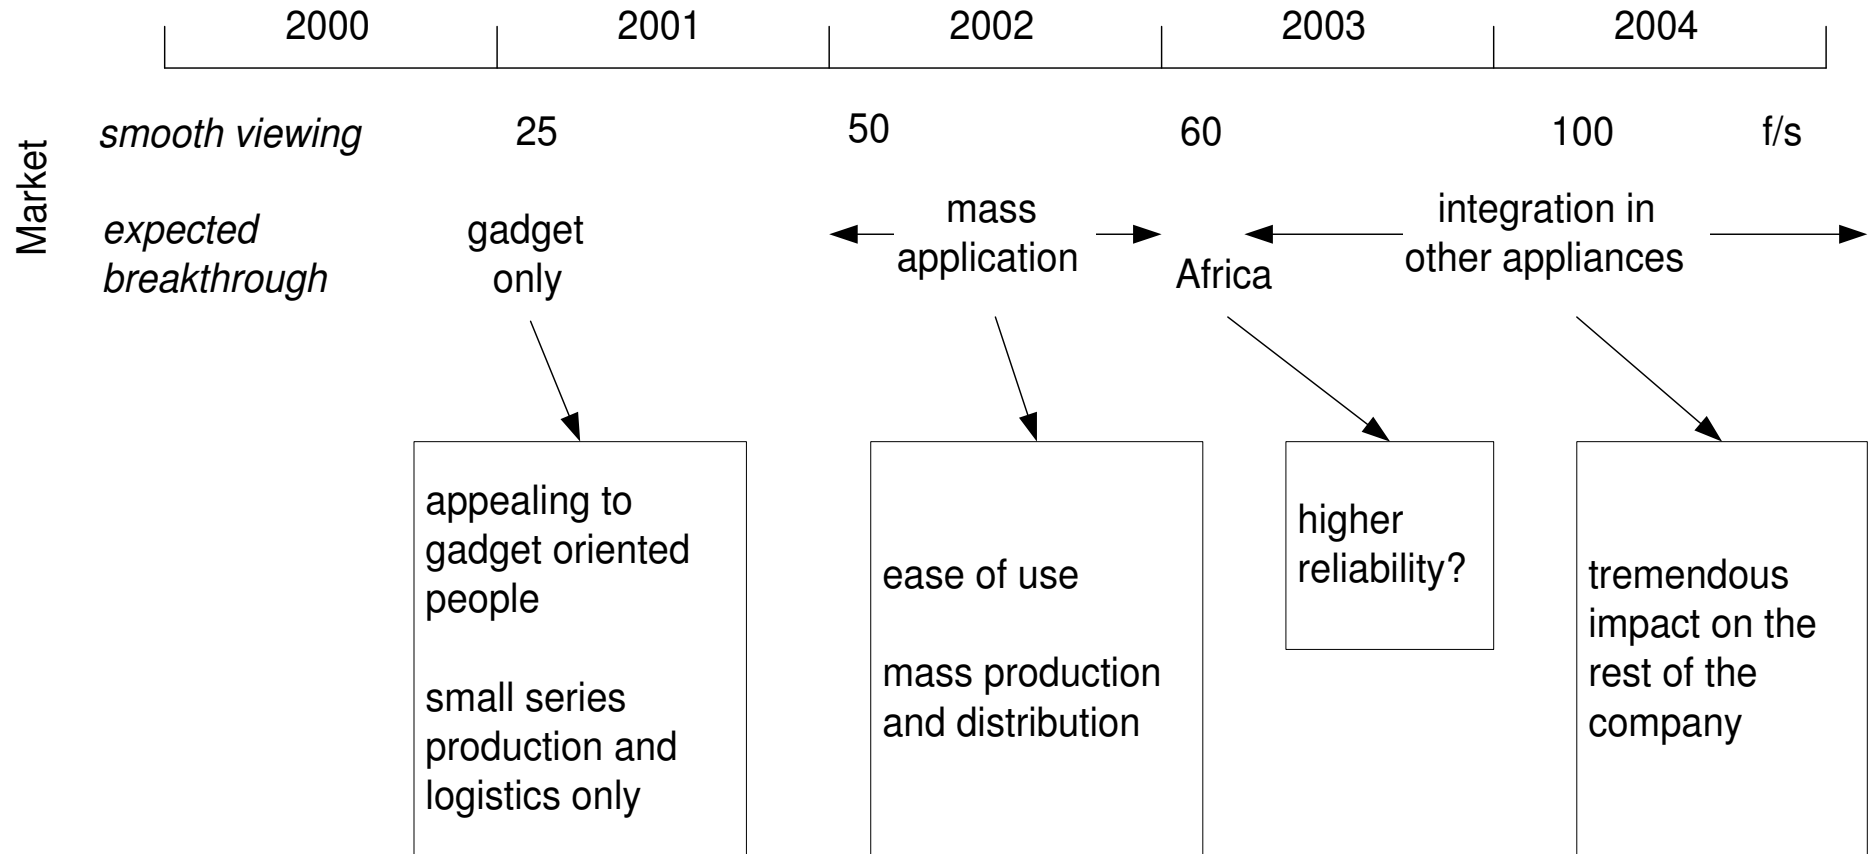 2000 2001 2002 2003 2004
Market
smooth viewing 25 50 60 100 f/s
expected
breakthrough
gadget
only
mass
application
Africa
integration in
other appliances
appealing to
gadget oriented
people
small series
production and
logistics only
ease of use
mass production
and distribution
higher
reliability?
tremendous
impact on the
rest of the
company